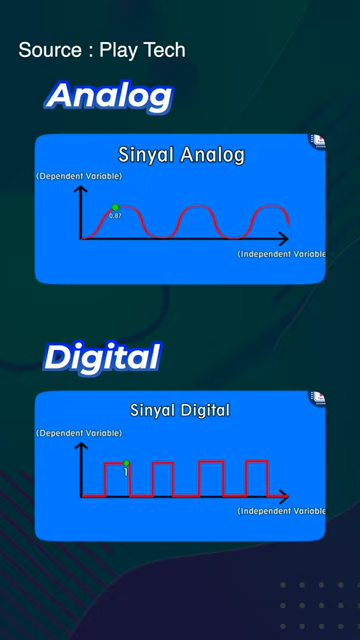 Source : Play Tech
Analog
Sinyal Analog
(Dependent Variable)
0.87
(Independent Variable
Digital
Sinyal Digital
(Dependent Variable)
1
(Independent Variable